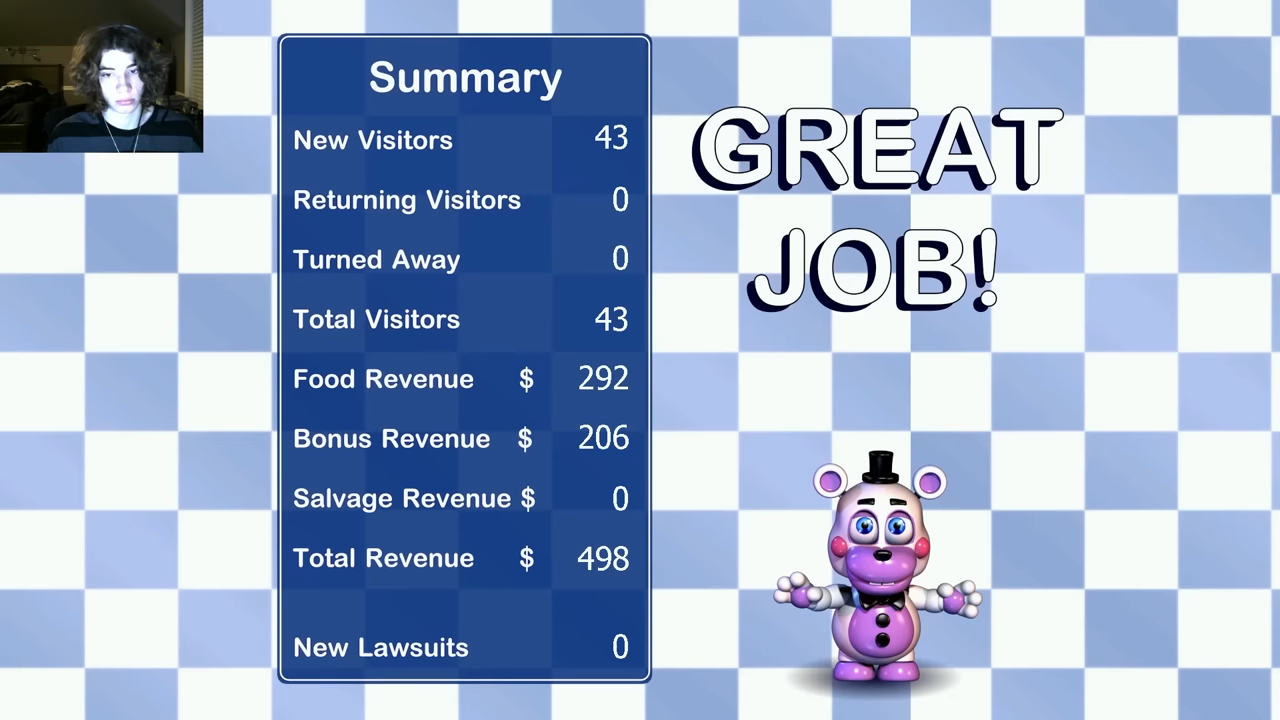 Summary
New Visitors 43
Returning Visitors 0
Turned Away 0
Total Visitors 43
Food Revenue $ 292
Bonus Revenue $ 206
Salvage Revenue $ 0
Total Revenue $ 498
New Lawsuits 0
GREAT
JOB!